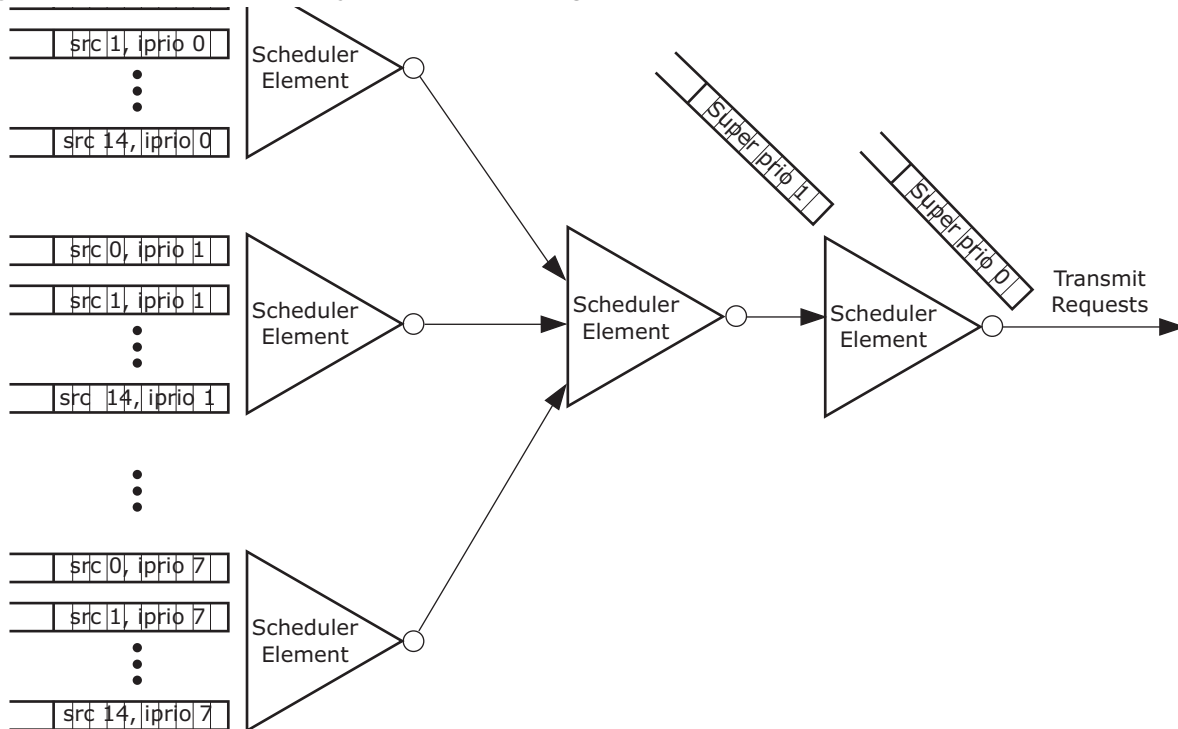 src 1, iprio 0
Scheduler
Element
src 14, iprio 0
Super prio 1
Super prio 0
src 0, iprio 1
src 1, iprio 1
Scheduler
Element
src 14, iprio 1
Scheduler
Element
Scheduler
Element
Transmit
Requests
src 0, iprio 7
src 1, iprio 7
Scheduler
Element
src 14, iprio 7